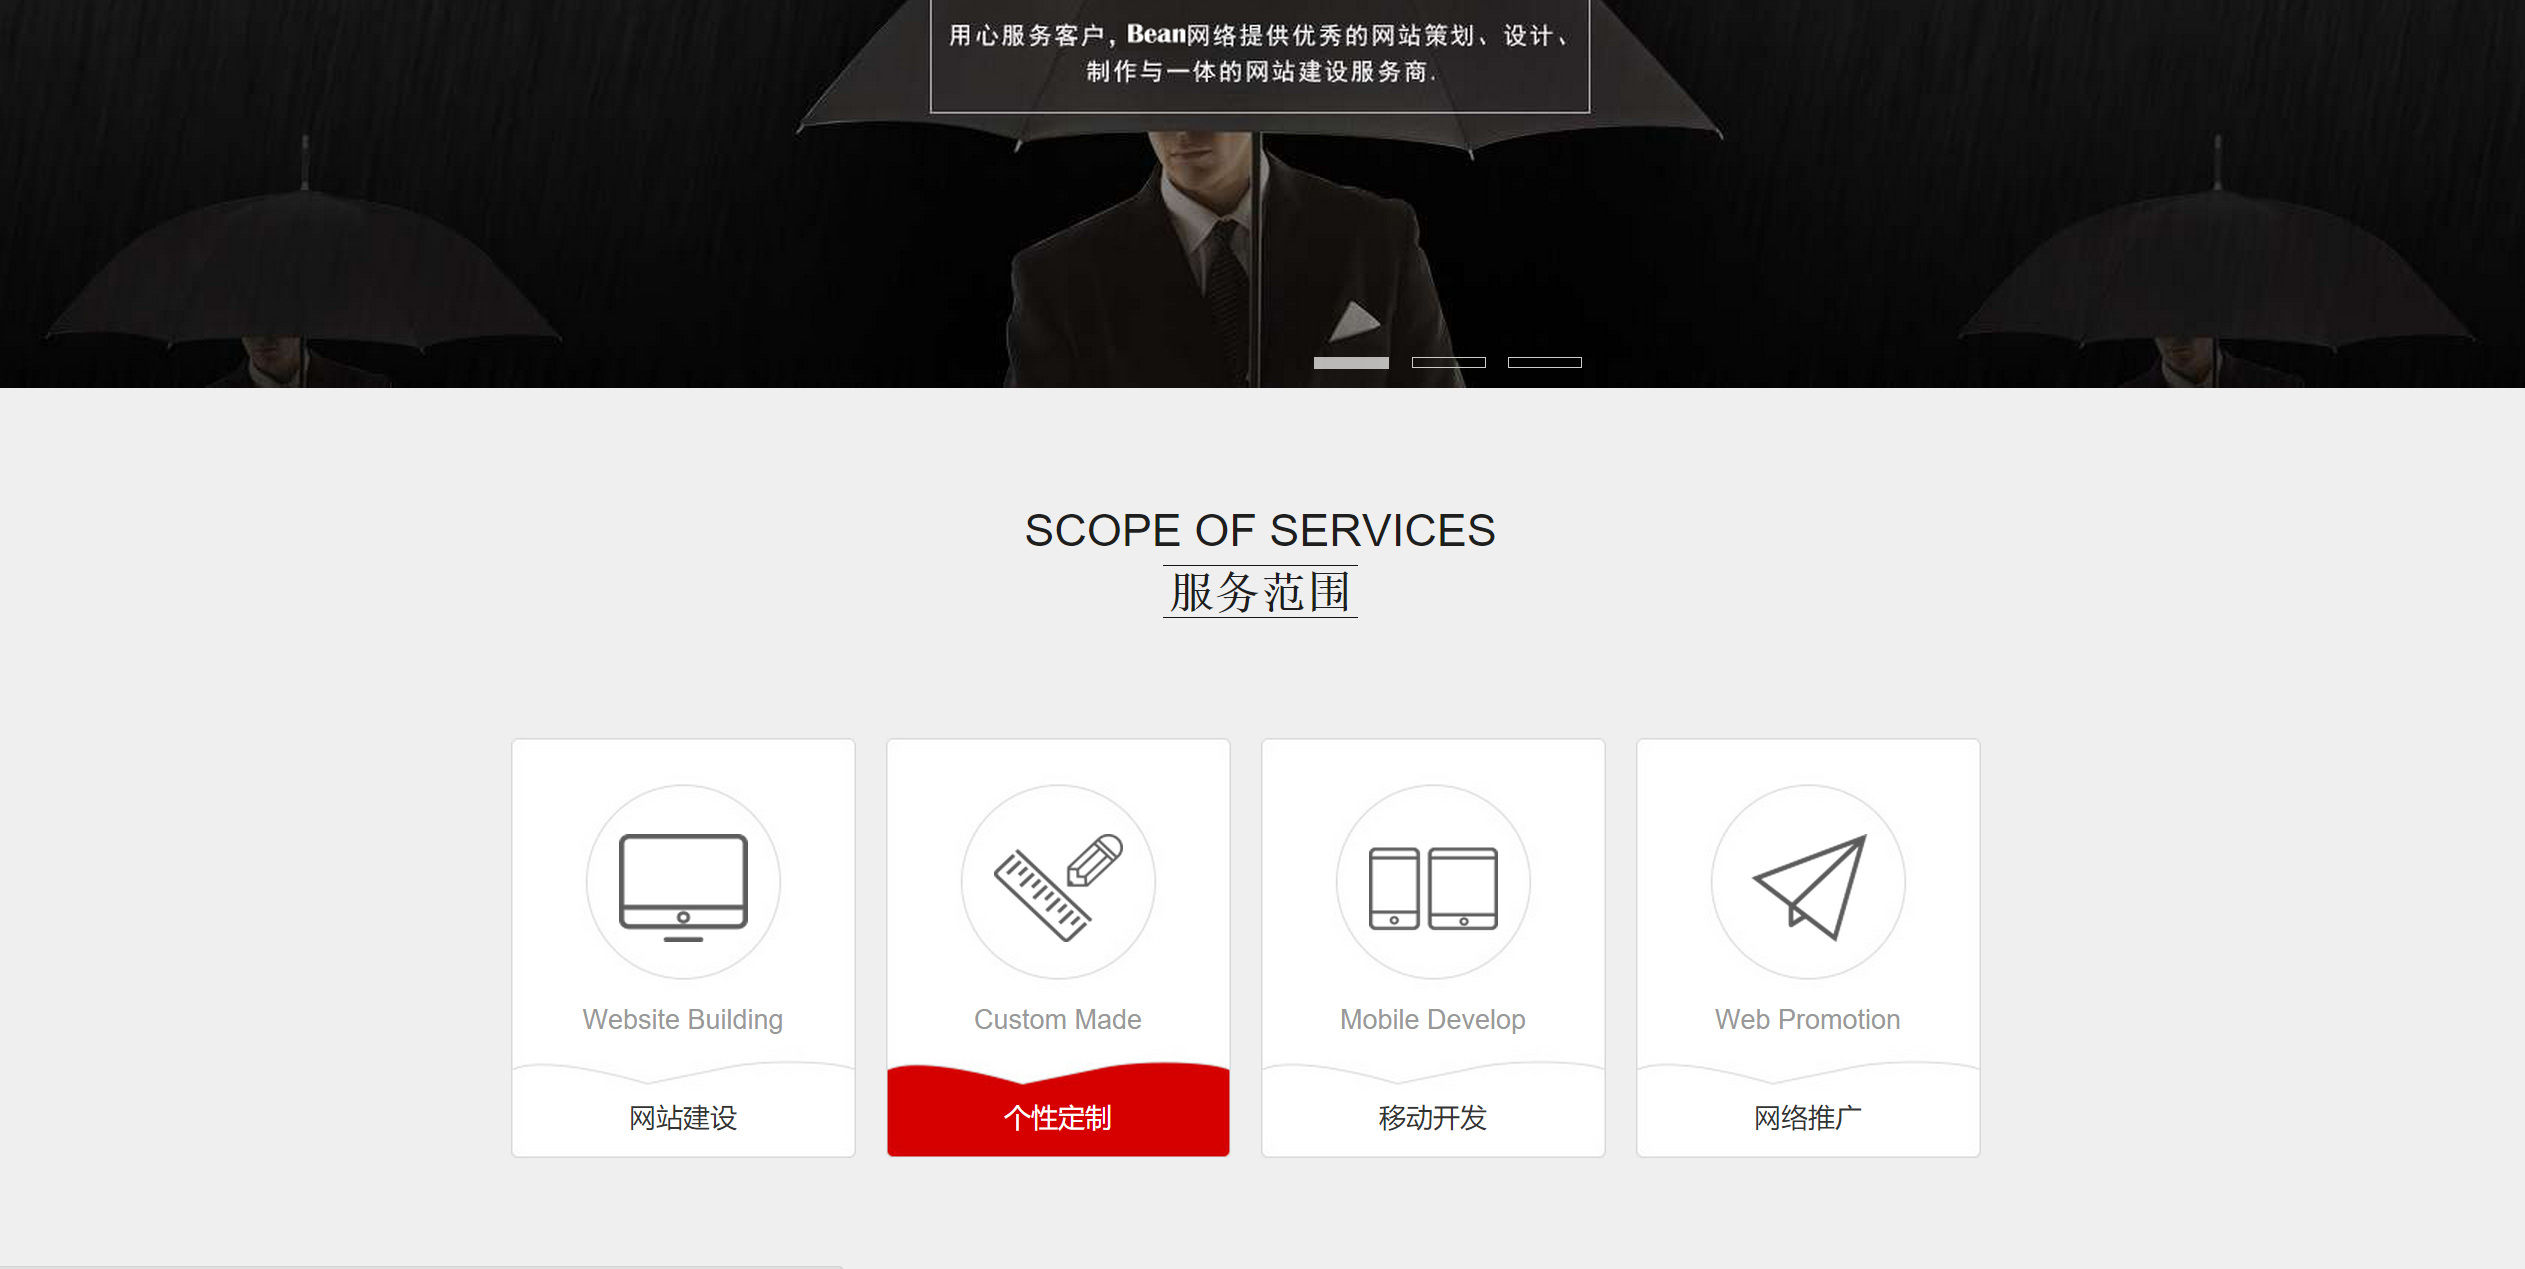 用心服务客户, Bean网络提供优秀的网站策划、设计、
制作与一体的网站建设服务商.
SCOPE OF SERVICES
服务范围
Website Building
网站建设
Custom Made
个性定制
Mobile Develop
移动开发
Web Promotion
网络推广